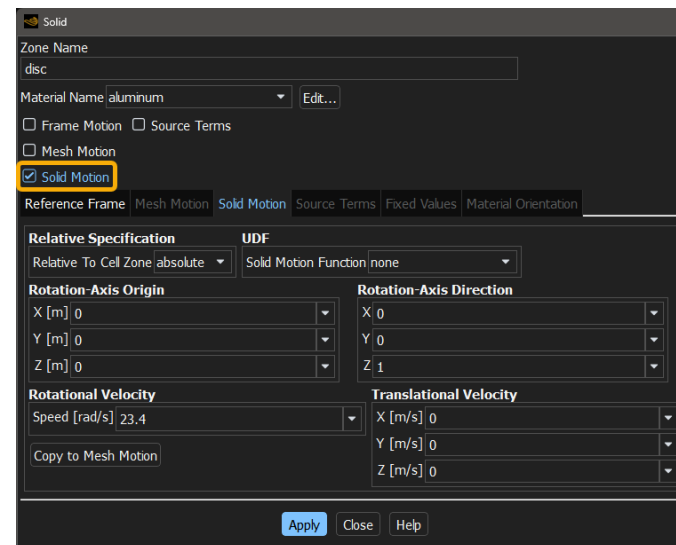 Solid
Zone Name
disc
Material Name aluminum Edit...
Frame Motion Source Terms
Mesh Motion
Solid Motion
Reference Frame Mesh Motion Solid Motion Source Terms Fixed Values Material Orientation
Relative Specification UDF
Relative To Cell Zone absolute Solid Motion Function none
Rotation-Axis Origin Rotation-Axis Direction
X [m] 0 X 0
Y [m] 0 Y 0
Z [m] 0 Z 1
Rotational Velocity Translational Velocity
Speed [rad/s] 23.4 X [m/s] 0
Copy to Mesh Motion Y [m/s] 0
Z [m/s] 0
Apply Close Help